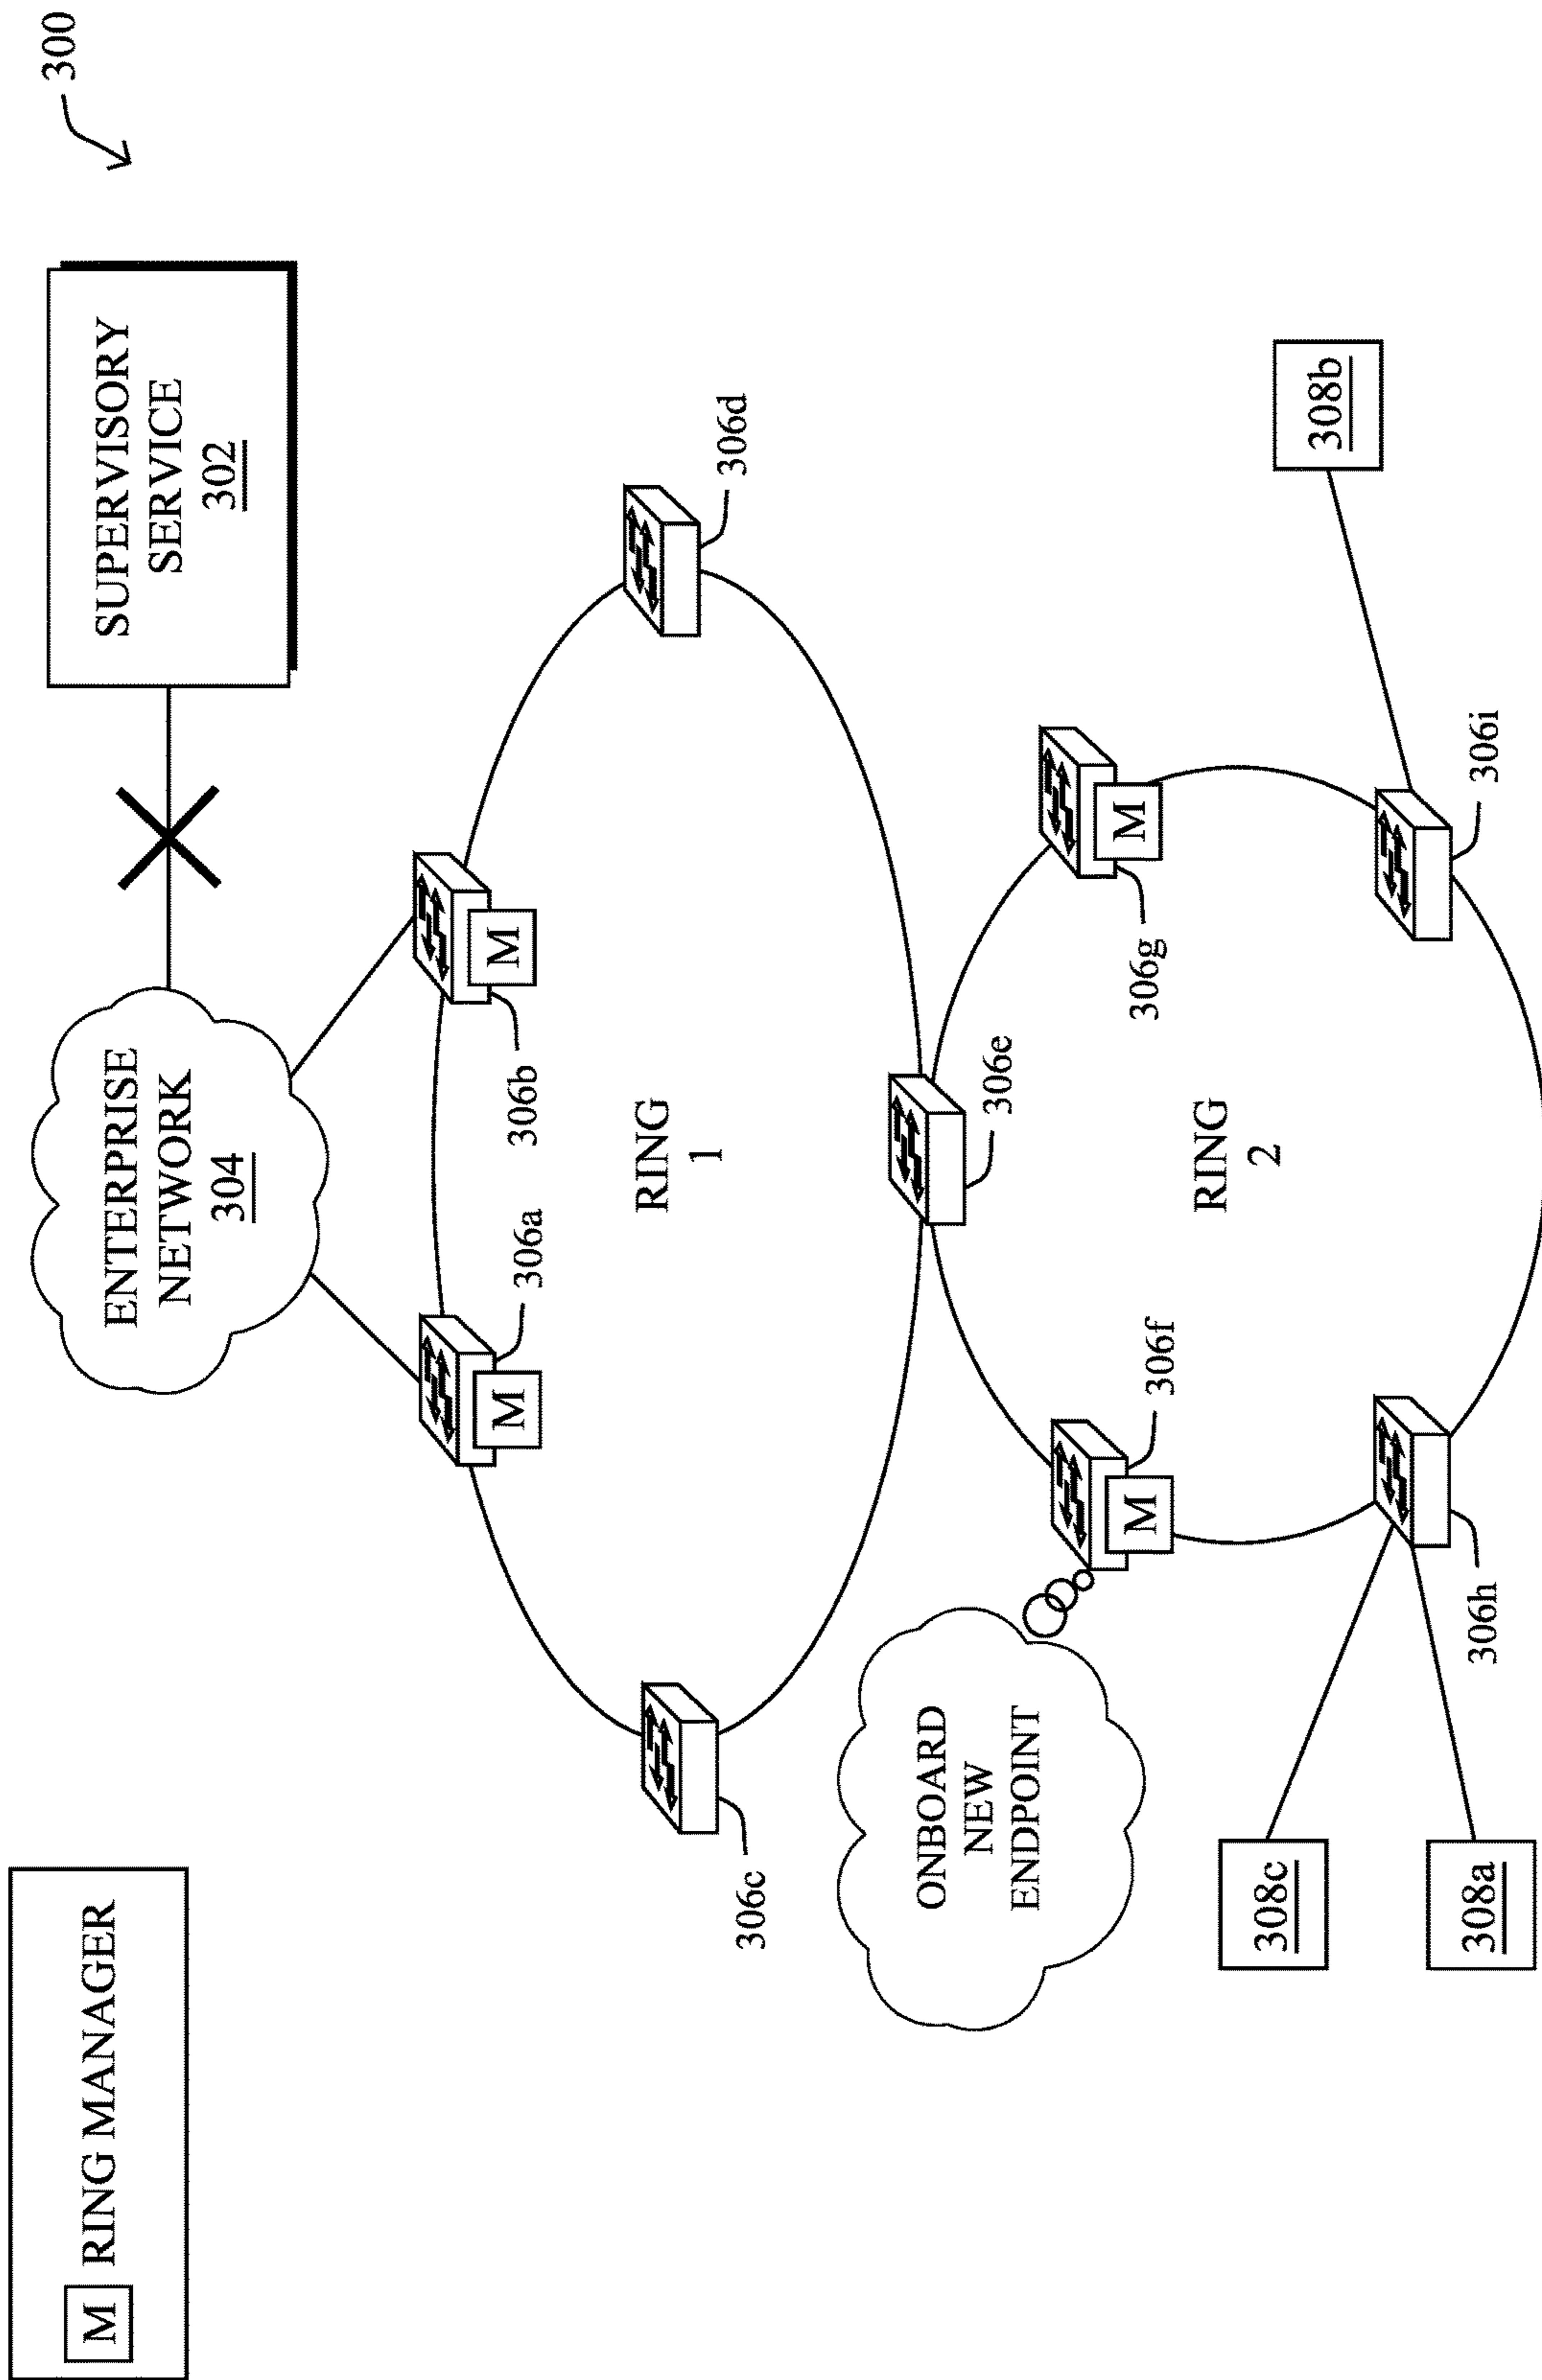 300
M RING MANAGER
ENTERPRISE
NETWORK
304
SUPERVISORY
SERVICE
302
306a
M
306b
M
306c
RING
1
306d
306e
ONBOARD
NEW
ENDPOINT
306f
M
RING
2
306g
M
308c
308a
306h
306i
308b